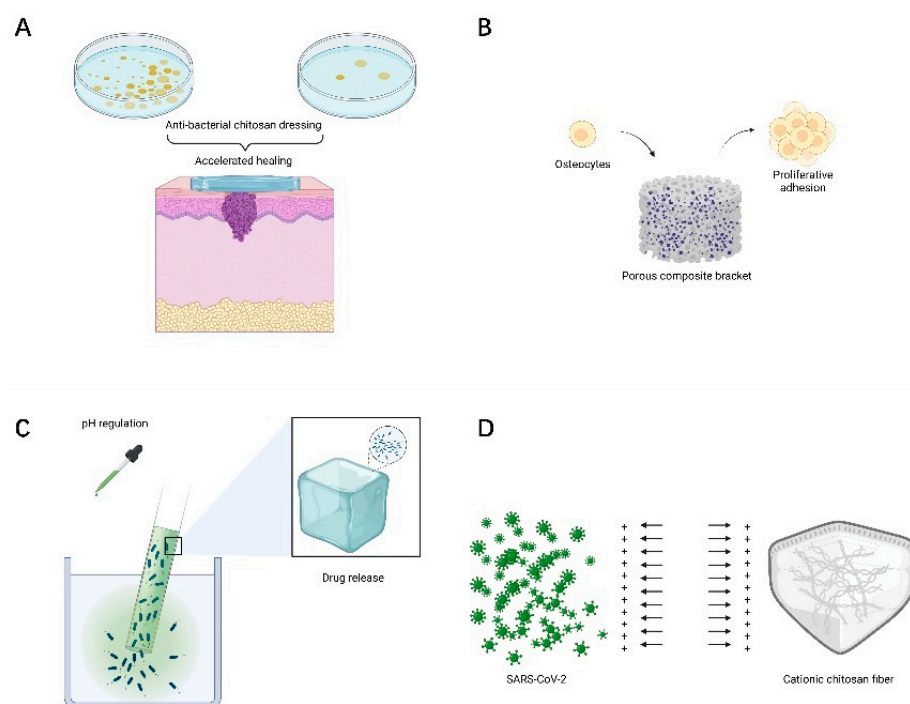 A
Anti-bacterial chitosan dressing
Accelerated healing
B
Osteocytes
Proliferative
adhesion
Porous composite bracket
C
pH regulation
Drug release
D
+ +
+ +
+ +
+ +
+ +
+ +
+ +
+ +
+ +
+ +
+ +
SARS-CoV-2
Cationic chitosan fiber